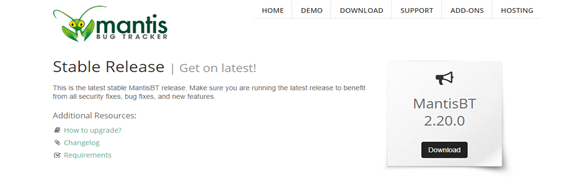 mantis
BUG TRACKER
HOME DEMO DOWNLOAD SUPPORT ADD-ONS HOSTING
Stable Release | Get on latest!
This is the latest stable MantisBT release. Make sure you are running the latest release to benefit
from all security fixes, bug fixes, and new features.
Additional Resources:
How to upgrade?
Changelog
Requirements
MantisBT
2.20.0
Download